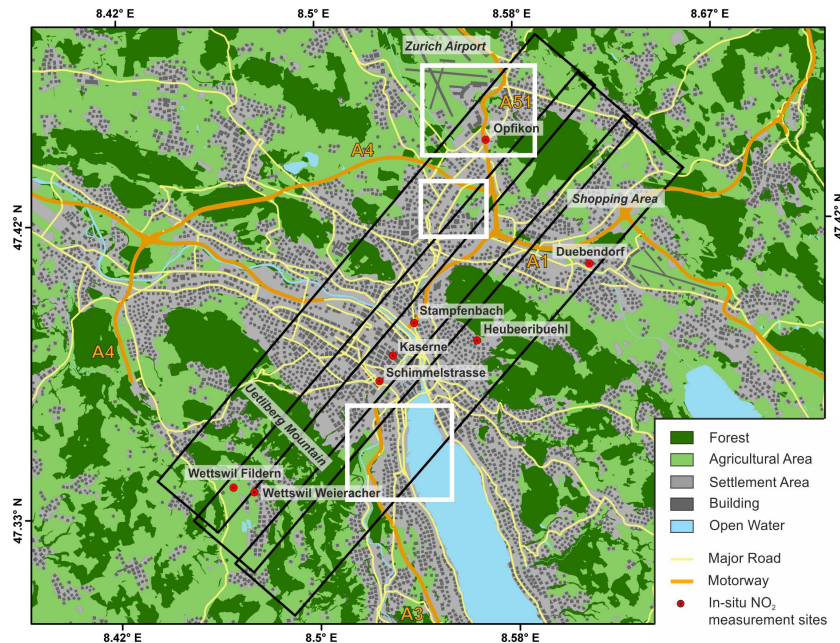 8.42° E
8.5° E
8.58° E
8.67° E
Zurich Airport
A51
Opfikon
A4
Shopping Area
47.42° N
47.42° N
Duebendorf
A1
Stampfenbach
Heubeeribuehl
Kaserne
A4
Schimmelstrasse
Uetliberg Mountain
Wettswil Fildern
Wettswil Weieracher
47.33° N
A3
Forest
Agricultural Area
Settlement Area
Building
Open Water
Major Road
Motorway
In-situ NO₂
measurement sites
8.42° E
8.5° E
8.58° E